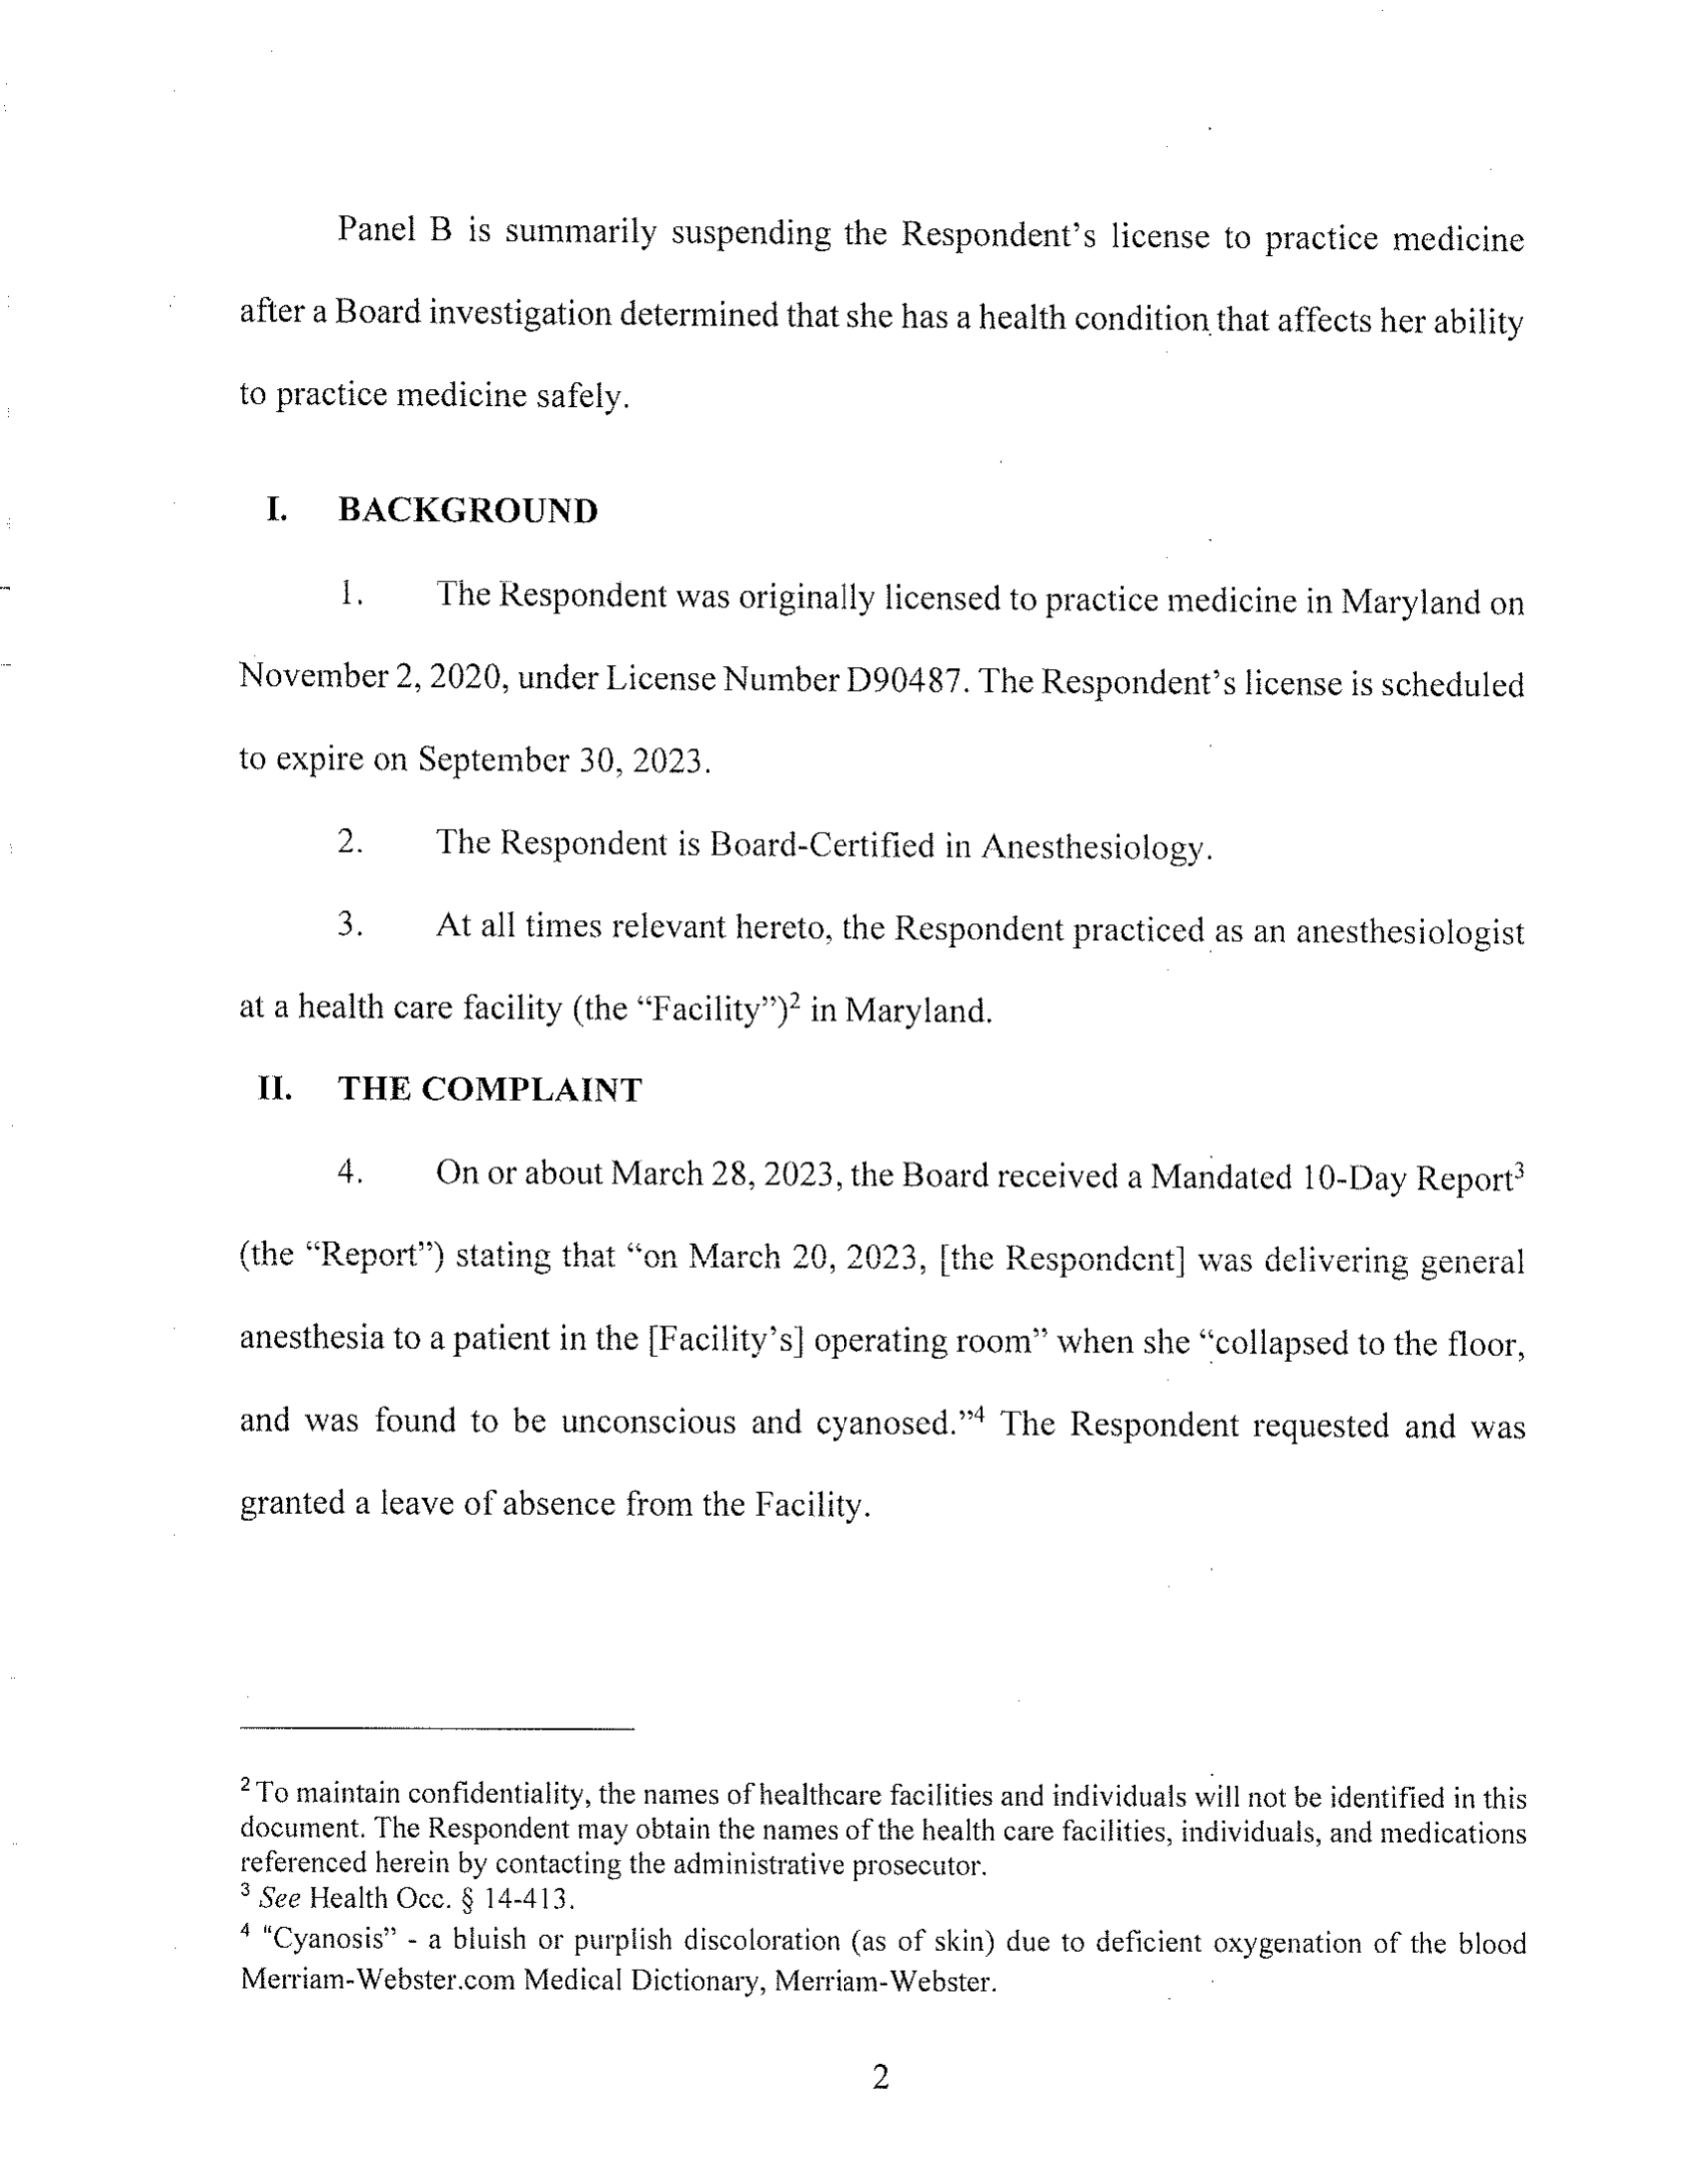 Panel B is summarily suspending the Respondent's license to practice medicine
after a Board investigation determined that she has a health condition that affects her ability
to practice medicine safely.
I. BACKGROUND
1. The Respondent was originally licensed to practice medicine in Maryland on
November 2, 2020, under License Number D90487. The Respondent's license is scheduled
to expire on September 30, 2023.
2. The Respondent is Board-Certified in Anesthesiology.
3. At all times relevant hereto, the Respondent practiced as an anesthesiologist
at a health care facility (the “Facility”)² in Maryland.
II. THE COMPLAINT
4. On or about March 28, 2023, the Board received a Mandated 10-Day Report³
(the “Report”) stating that “on March 20, 2023, [the Respondent] was delivering general
anesthesia to a patient in the [Facility's] operating room” when she “collapsed to the floor,
and was found to be unconscious and cyanosed.”⁴ The Respondent requested and was
granted a leave of absence from the Facility.
² To maintain confidentiality, the names of healthcare facilities and individuals will not be identified in this
document. The Respondent may obtain the names of the health care facilities, individuals, and medications
referenced herein by contacting the administrative prosecutor.
³ See Health Occ. § 14-413.
⁴ "Cyanosis” - a bluish or purplish discoloration (as of skin) due to deficient oxygenation of the blood
Merriam-Webster.com Medical Dictionary, Merriam-Webster.
2